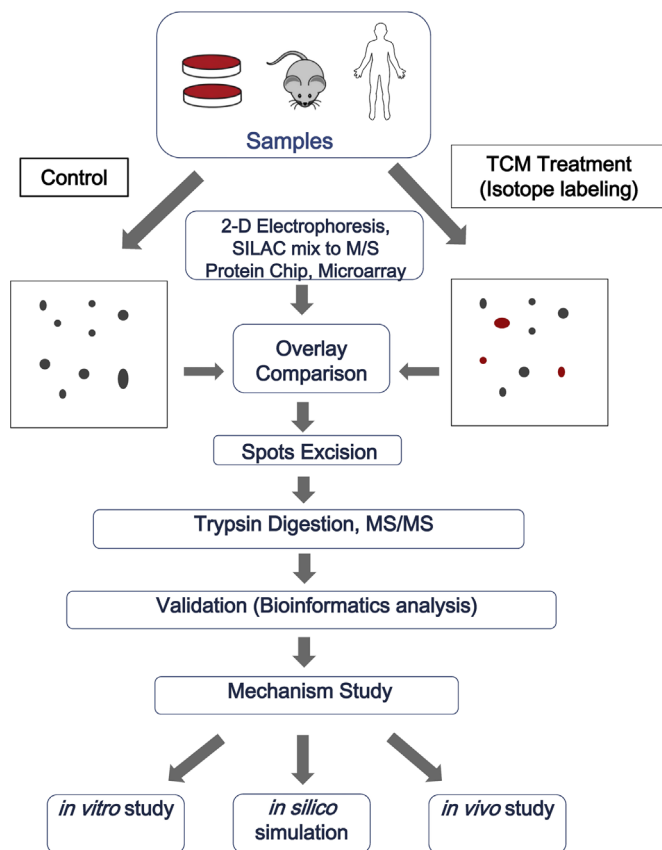 Samples
Control
TCM Treatment
(Isotope labeling)
2-D Electrophoresis,
SILAC mix to M/S
Protein Chip, Microarray
Overlay
Comparison
Spots Excision
Trypsin Digestion, MS/MS
Validation (Bioinformatics analysis)
Mechanism Study
in vitro study
in silico
simulation
in vivo study